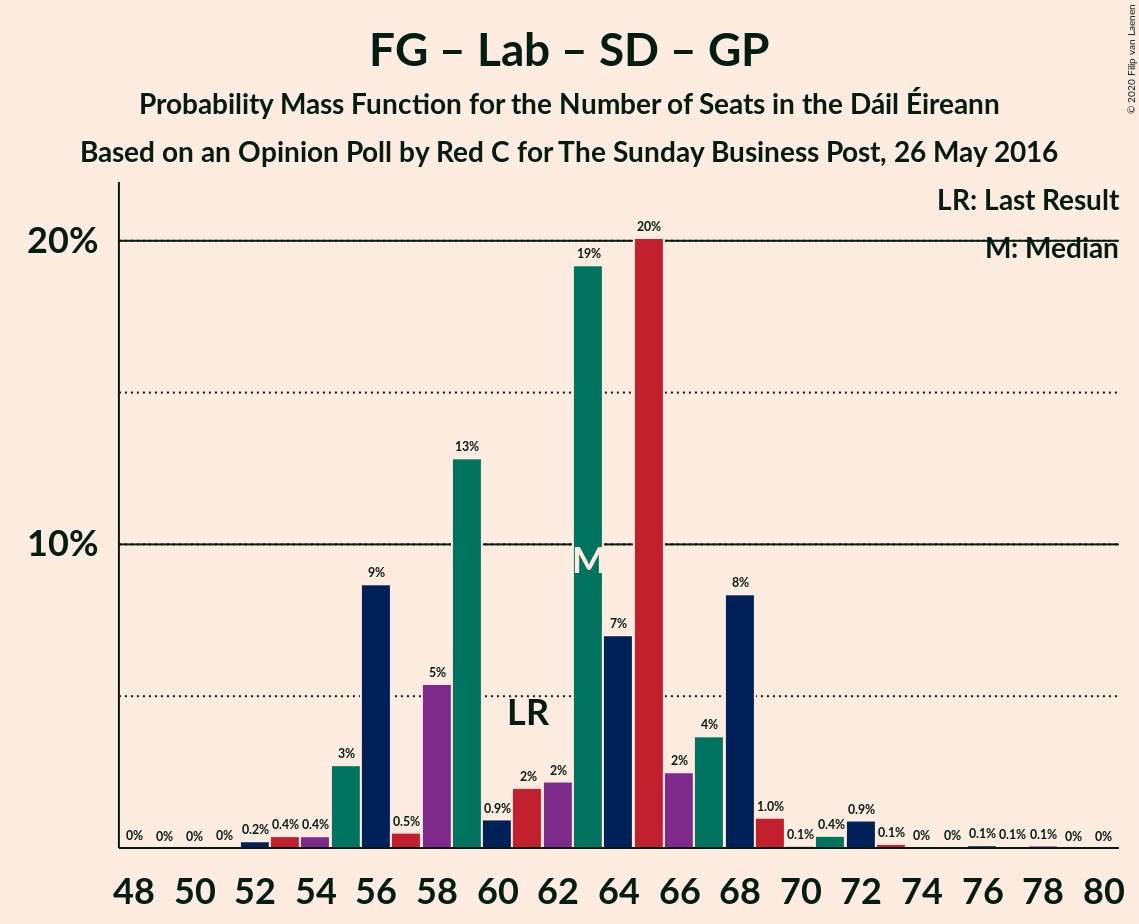 FG – Lab – SD – GP
Probability Mass Function for the Number of Seats in the Dáil Éireann
Based on an Opinion Poll by Red C for The Sunday Business Post, 26 May 2016
© 2020 Filip van Laenen
LR: Last Result
M: Median
20%
10%
0% 0% 0% 0% 0.2% 0.4% 0.4% 3% 9% 0.5% 5% 13% 0.9% 2% 2% 19% 7% 20% 2% 4% 8% 1.0% 0.1% 0.4% 0.9% 0.1% 0% 0% 0.1% 0.1% 0.1% 0% 0%
M
LR
48 50 52 54 56 58 60 62 64 66 68 70 72 74 76 78 80